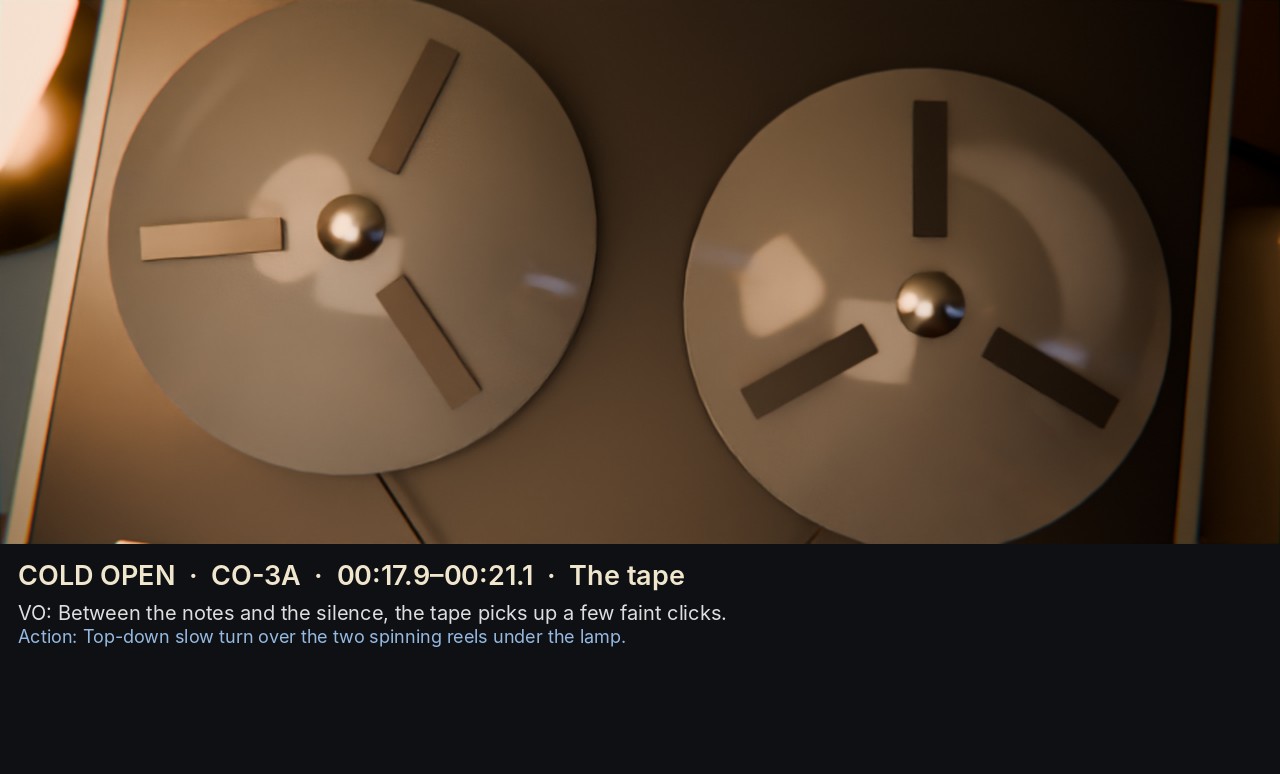 COLD OPEN · CO-3A · 00:17.9–00:21.1 · The tape
VO: Between the notes and the silence, the tape picks up a few faint clicks.
Action: Top-down slow turn over the two spinning reels under the lamp.